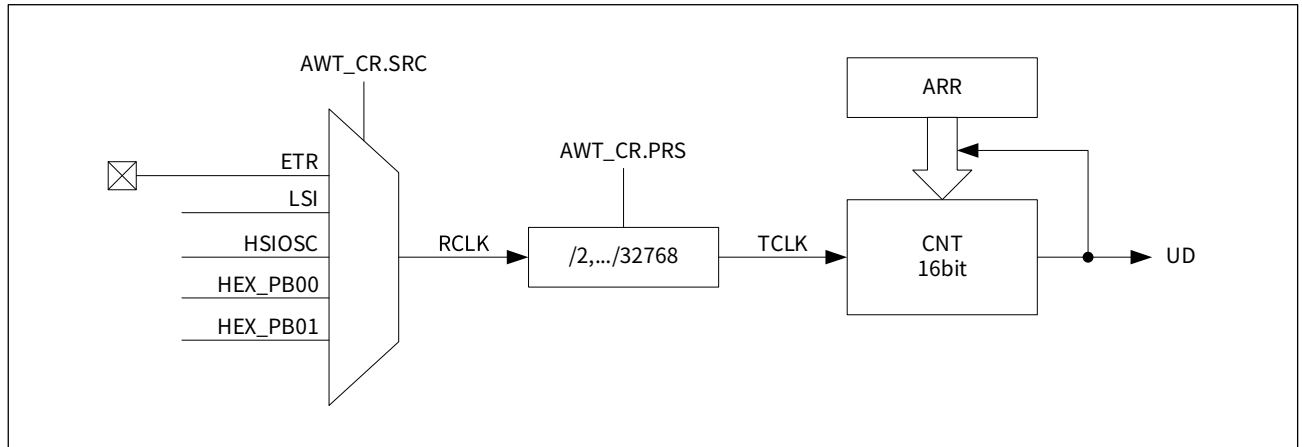 AWT_CR.SRC
ARR
ETR
AWT_CR.PRS
LSI
HSIOSC
RCLK
/2,.../32768
TCLK
CNT
16bit
UD
HEX_PB00
HEX_PB01